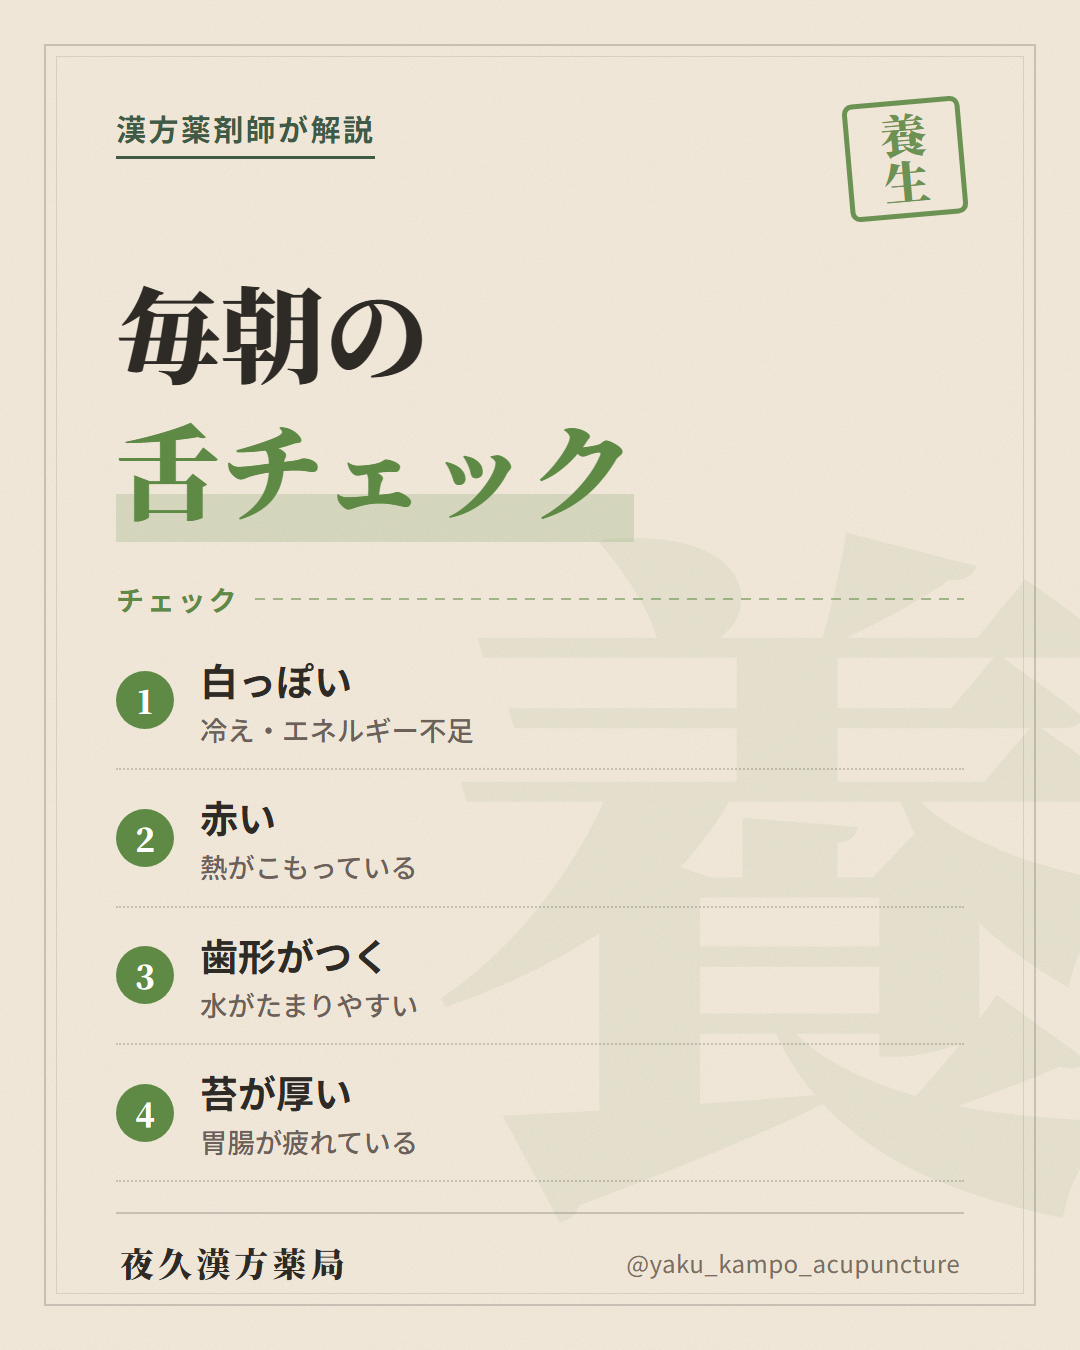 漢方薬剤師が解説
養
生
毎朝の
舌チェック
チェック
1
白っぽい
冷え・エネルギー不足
2
赤い
熱がこもっている
3
歯形がつく
水がたまりやすい
4
苔が厚い
胃腸が疲れている
養
夜久漢方薬局
@yaku_kampo_acupuncture